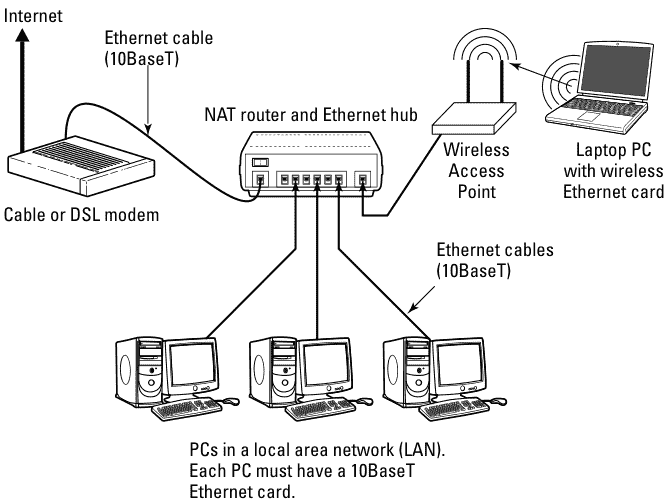 Internet
Ethernet cable
(10BaseT)
NAT router and Ethernet hub
Wireless
Access
Point
Laptop PC
with wireless
Ethernet card
Cable or DSL modem
Ethernet cables
(10BaseT)
PCs in a local area network (LAN).
Each PC must have a 10BaseT
Ethernet card.